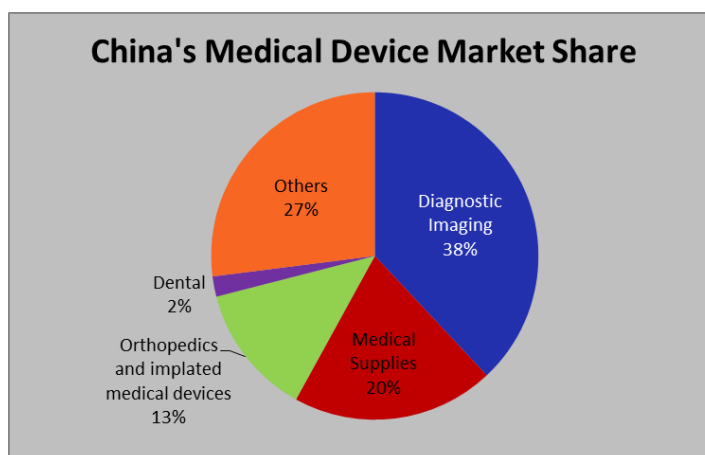 China's Medical Device Market Share
Others
27%
Diagnostic
Imaging
38%
Dental
2%
Medical
Supplies
20%
Orthopedics
and implated
medical devices
13%